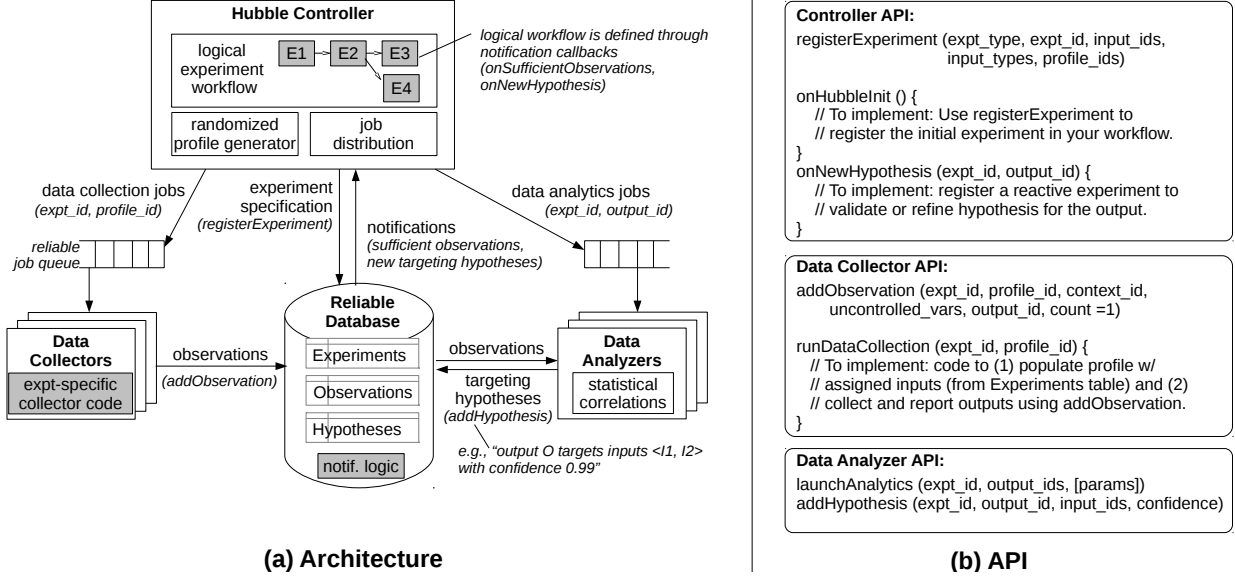 Hubble Controller
logical
experiment
workflow
E1
E2
E3
E4
logical workflow is defined through
notification callbacks
(onSufficientObservations,
onNewHypothesis)
randomized
profile generator
job
distribution
data collection jobs
(expt_id, profile_id)
experiment
specification
(registerExperiment)
notifications
(sufficient observations,
new targeting hypotheses)
data analytics jobs
(expt_id, output_id)
reliable
job queue
Data
Collectors
expt-specific
collector code
observations
(addObservation)
Reliable
Database
Experiments
Observations
Hypotheses
notif. logic
observations
targeting
hypotheses
(addHypothesis)
Data
Analyzers
statistical
correlations
e.g., “output O targets inputs <I1, I2>
with confidence 0.99”
(a) Architecture
Controller API:
registerExperiment (expt_type, expt_id, input_ids,
input_types, profile_ids)
onHubbleInit () {
// To implement: Use registerExperiment to
// register the initial experiment in your workflow.
}
onNewHypothesis (expt_id, output_id) {
// To implement: register a reactive experiment to
// validate or refine hypothesis for the output.
}
Data Collector API:
addObservation (expt_id, profile_id, context_id,
uncontrolled_vars, output_id, count =1)
runDataCollection (expt_id, profile_id) {
// To implement: code to (1) populate profile w/
// assigned inputs (from Experiments table) and (2)
// collect and report outputs using addObservation.
}
Data Analyzer API:
launchAnalytics (expt_id, output_ids, [params])
addHypothesis (expt_id, output_id, input_ids, confidence)
(b) API